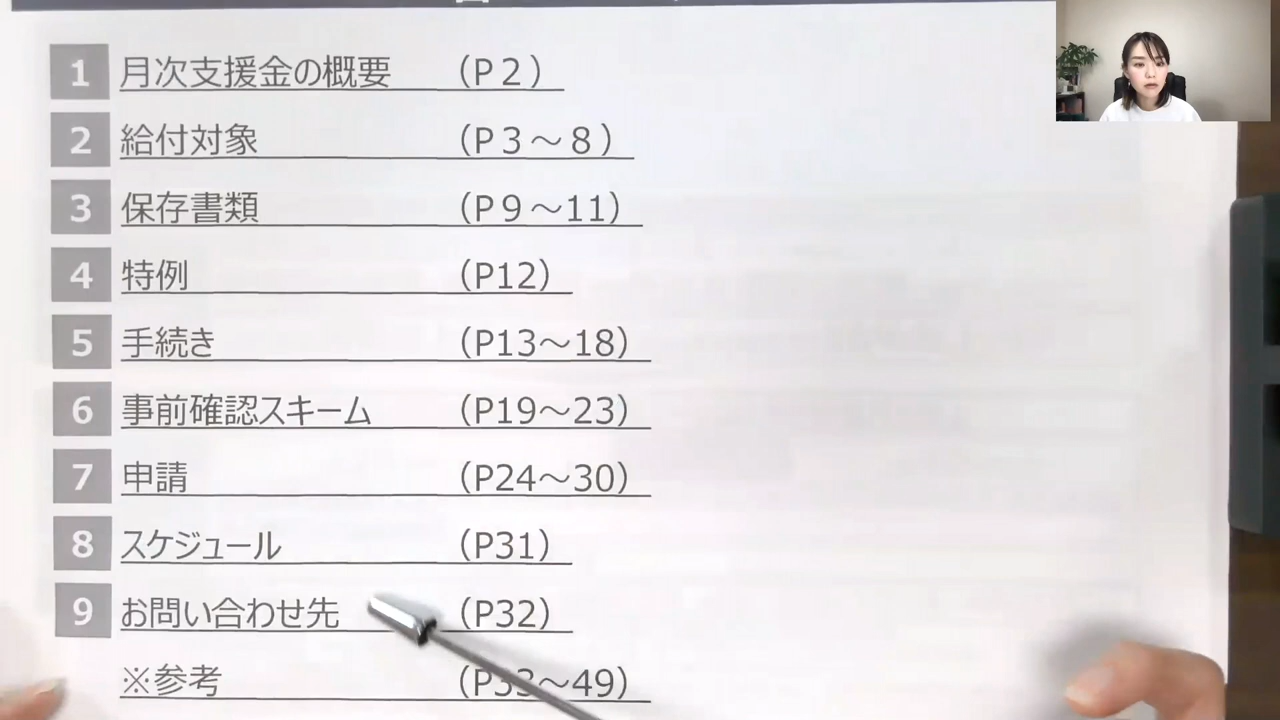 1 月次支援金の概要 （P２）
2 給付対象 （P３～８）
3 保存書類 （P９～11）
4 特例 （P12）
5 手続き （P13～18）
6 事前確認スキーム （P19～23）
7 申請 （P24～30）
8 スケジュール （P31）
9 お問い合わせ先 （P32）
※参考 （P33～49）